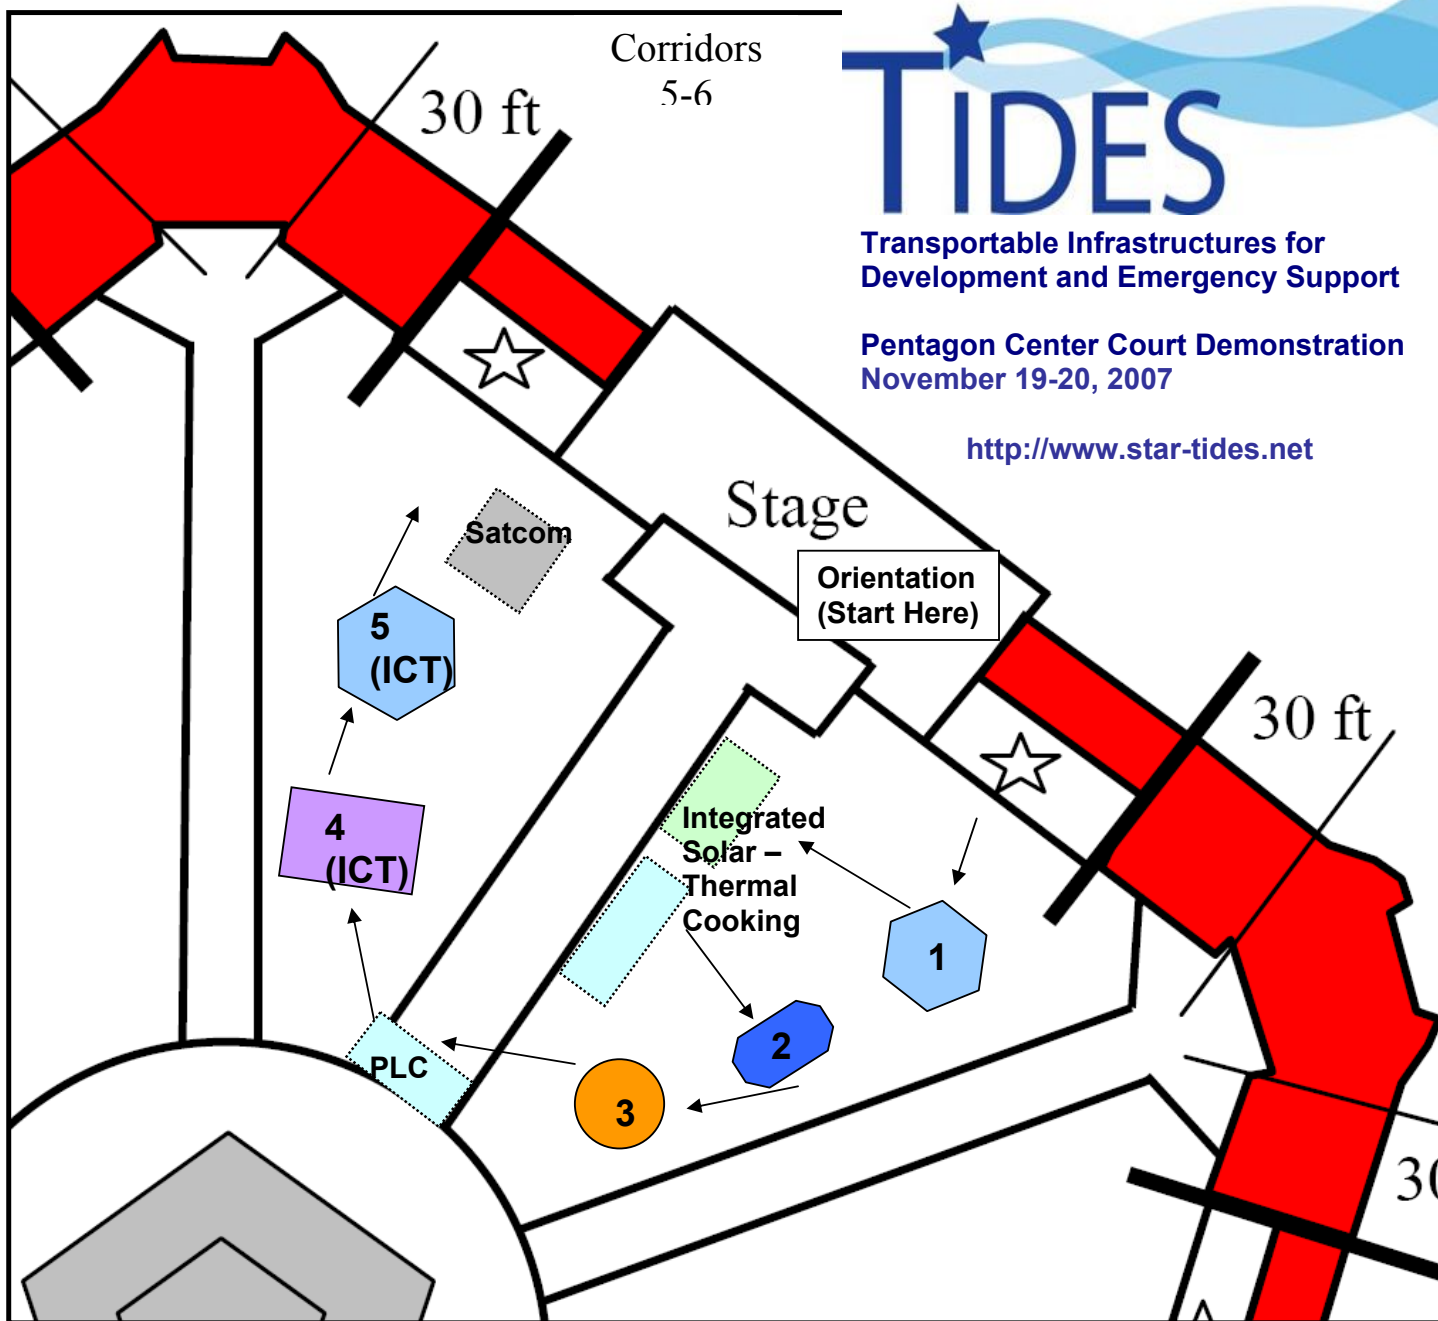 Corridors
5-6
TIDES
30 ft
Transportable Infrastructures for
Development and Emergency Support
Pentagon Center Court Demonstration
November 19-20, 2007
http://www.star-tides.net
Stage
Satcom
Orientation
(Start Here)
5
(ICT)
30 ft
4
(ICT)
Integrated
Solar –
Thermal
Cooking
1
2
PLC
3
30